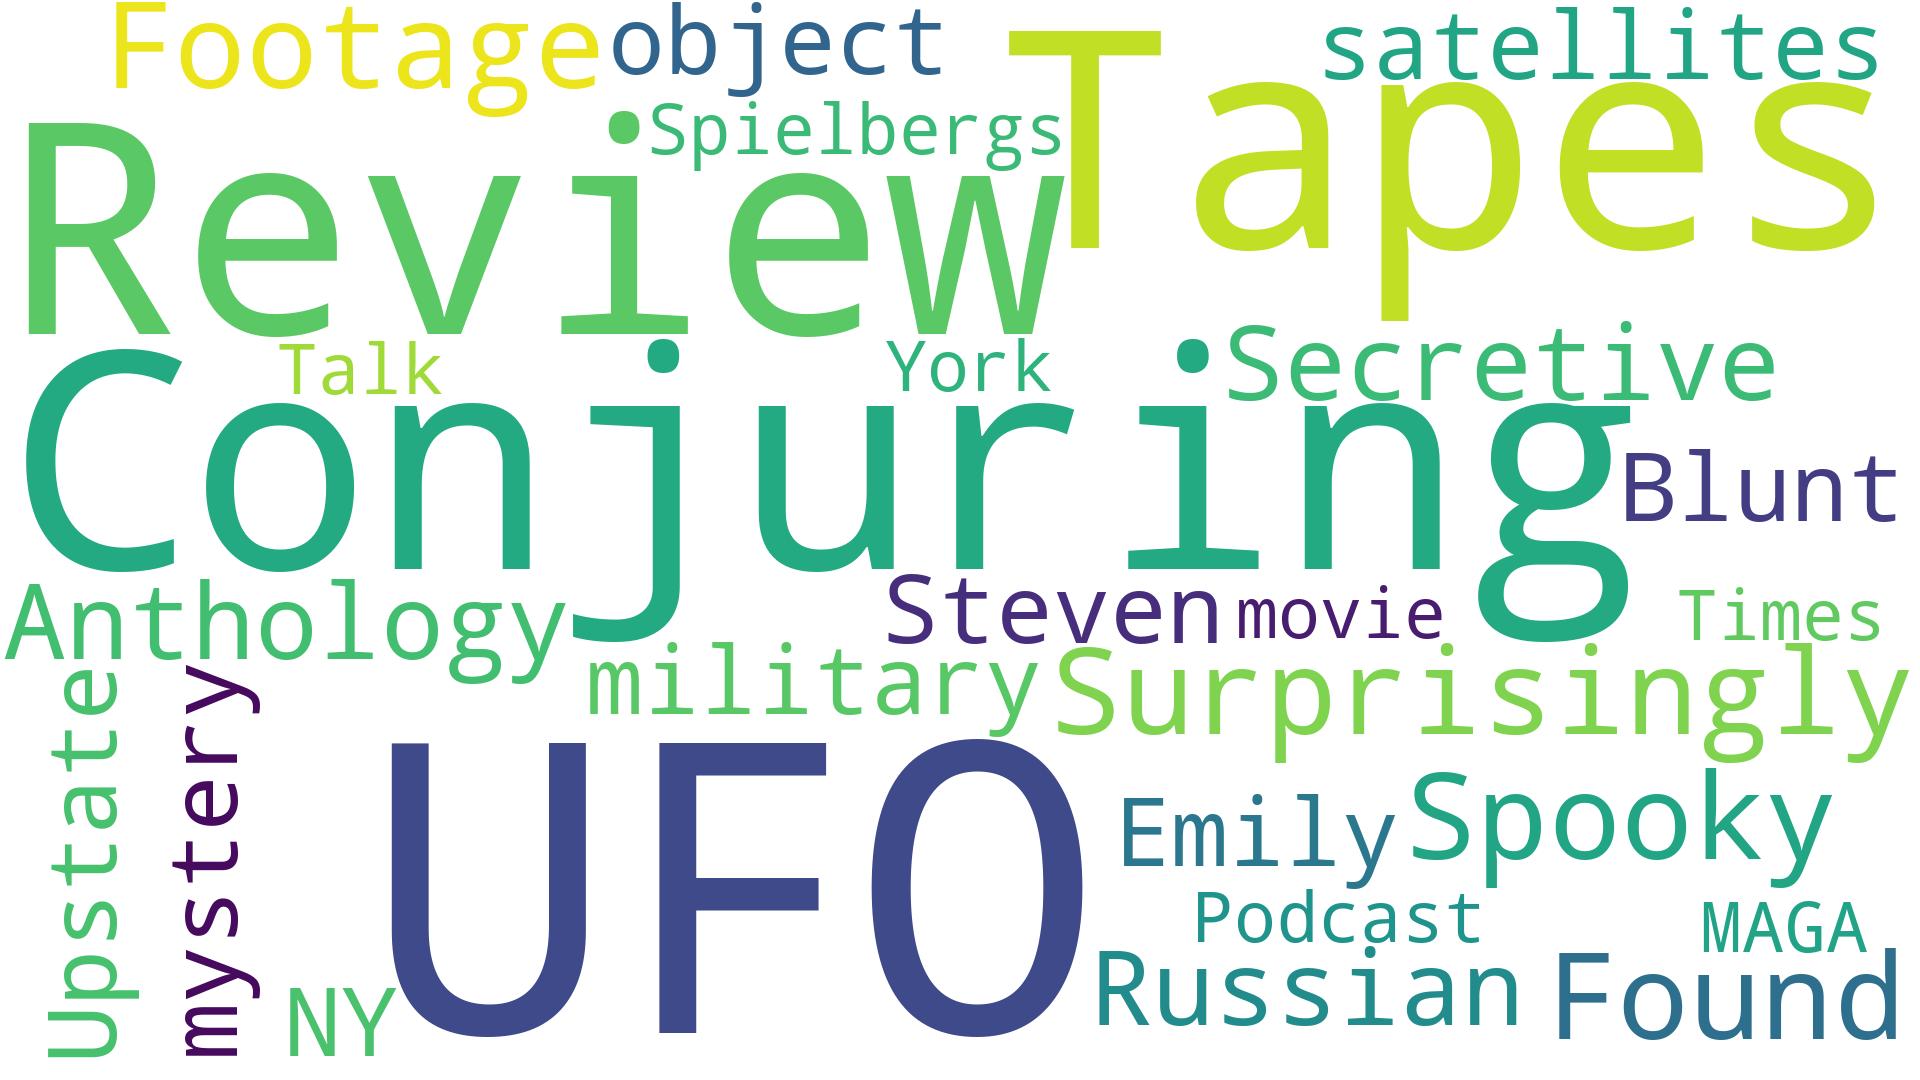 Footage
object
Tapes
satellites
Spielbergs
Review
Talk
York
Secretive
Conjuring
Blunt
Anthology
Steven
movie
Times
military
Surprisingly
Upstate
mystery
UFO
Emily
Spooky
Podcast
MAGA
NY
Russian
Found